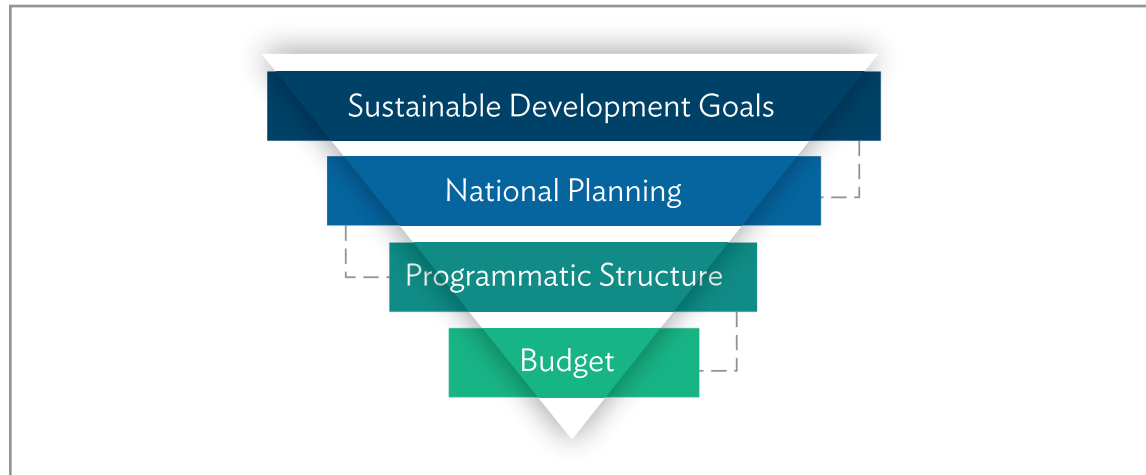 Sustainable Development Goals
National Planning
Programmatic Structure
Budget